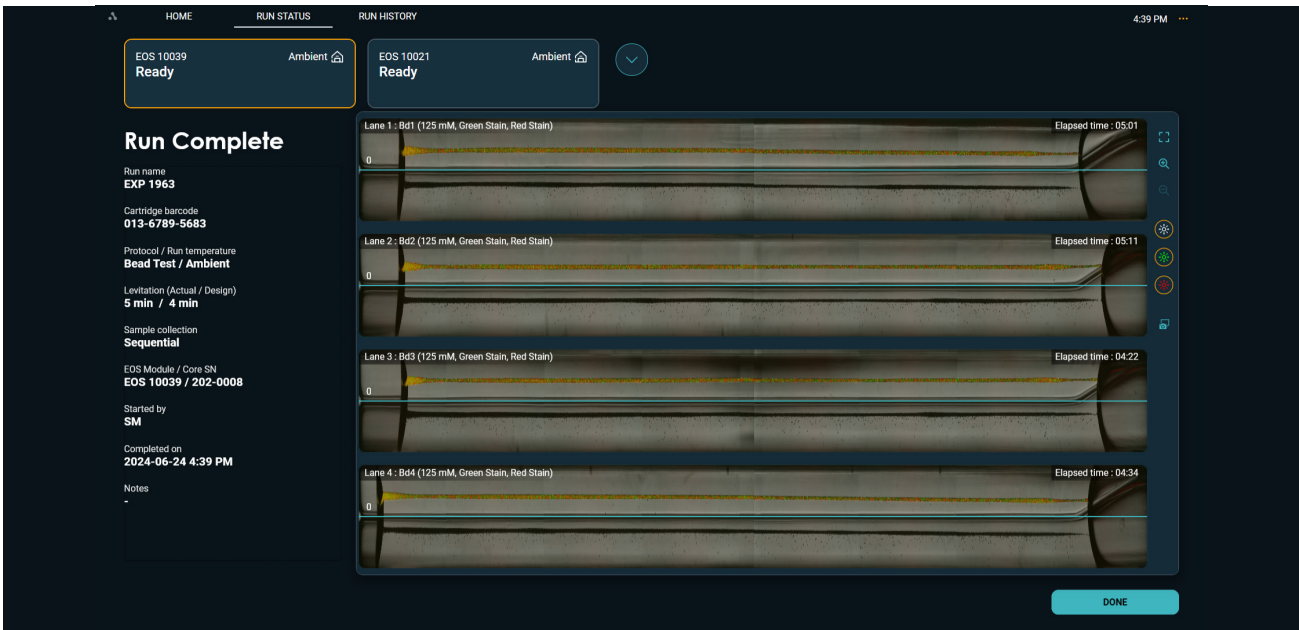 HOME RUN STATUS RUN HISTORY 4:39 PM
EOS 10039 Ambient
Ready
EOS 10021 Ambient
Ready
Run Complete
Run name
EXP 1963
Cartridge barcode
013-6789-5683
Protocol / Run temperature
Bead Test / Ambient
Levitation (Actual / Design)
5 min / 4 min
Sample collection
Sequential
EOS Module / Core SN
EOS 10039 / 202-0008
Started by
SM
Completed on
2024-06-24 4:39 PM
Notes
-
Lane 1 : Bd1 (125 mM, Green Stain, Red Stain) Elapsed time : 05:01
0
Lane 2 : Bd2 (125 mM, Green Stain, Red Stain) Elapsed time : 05:11
0
Lane 3 : Bd3 (125 mM, Green Stain, Red Stain) Elapsed time : 04:22
0
Lane 4 : Bd4 (125 mM, Green Stain, Red Stain) Elapsed time : 04:34
0
DONE